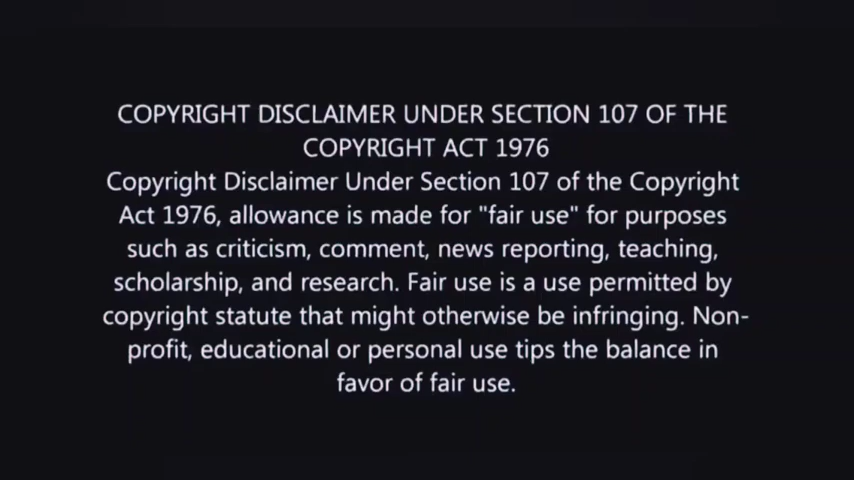 COPYRIGHT DISCLAIMER UNDER SECTION 107 OF THE
COPYRIGHT ACT 1976
Copyright Disclaimer Under Section 107 of the Copyright
Act 1976, allowance is made for "fair use" for purposes
such as criticism, comment, news reporting, teaching,
scholarship, and research. Fair use is a use permitted by
copyright statute that might otherwise be infringing. Non-
profit, educational or personal use tips the balance in
favor of fair use.